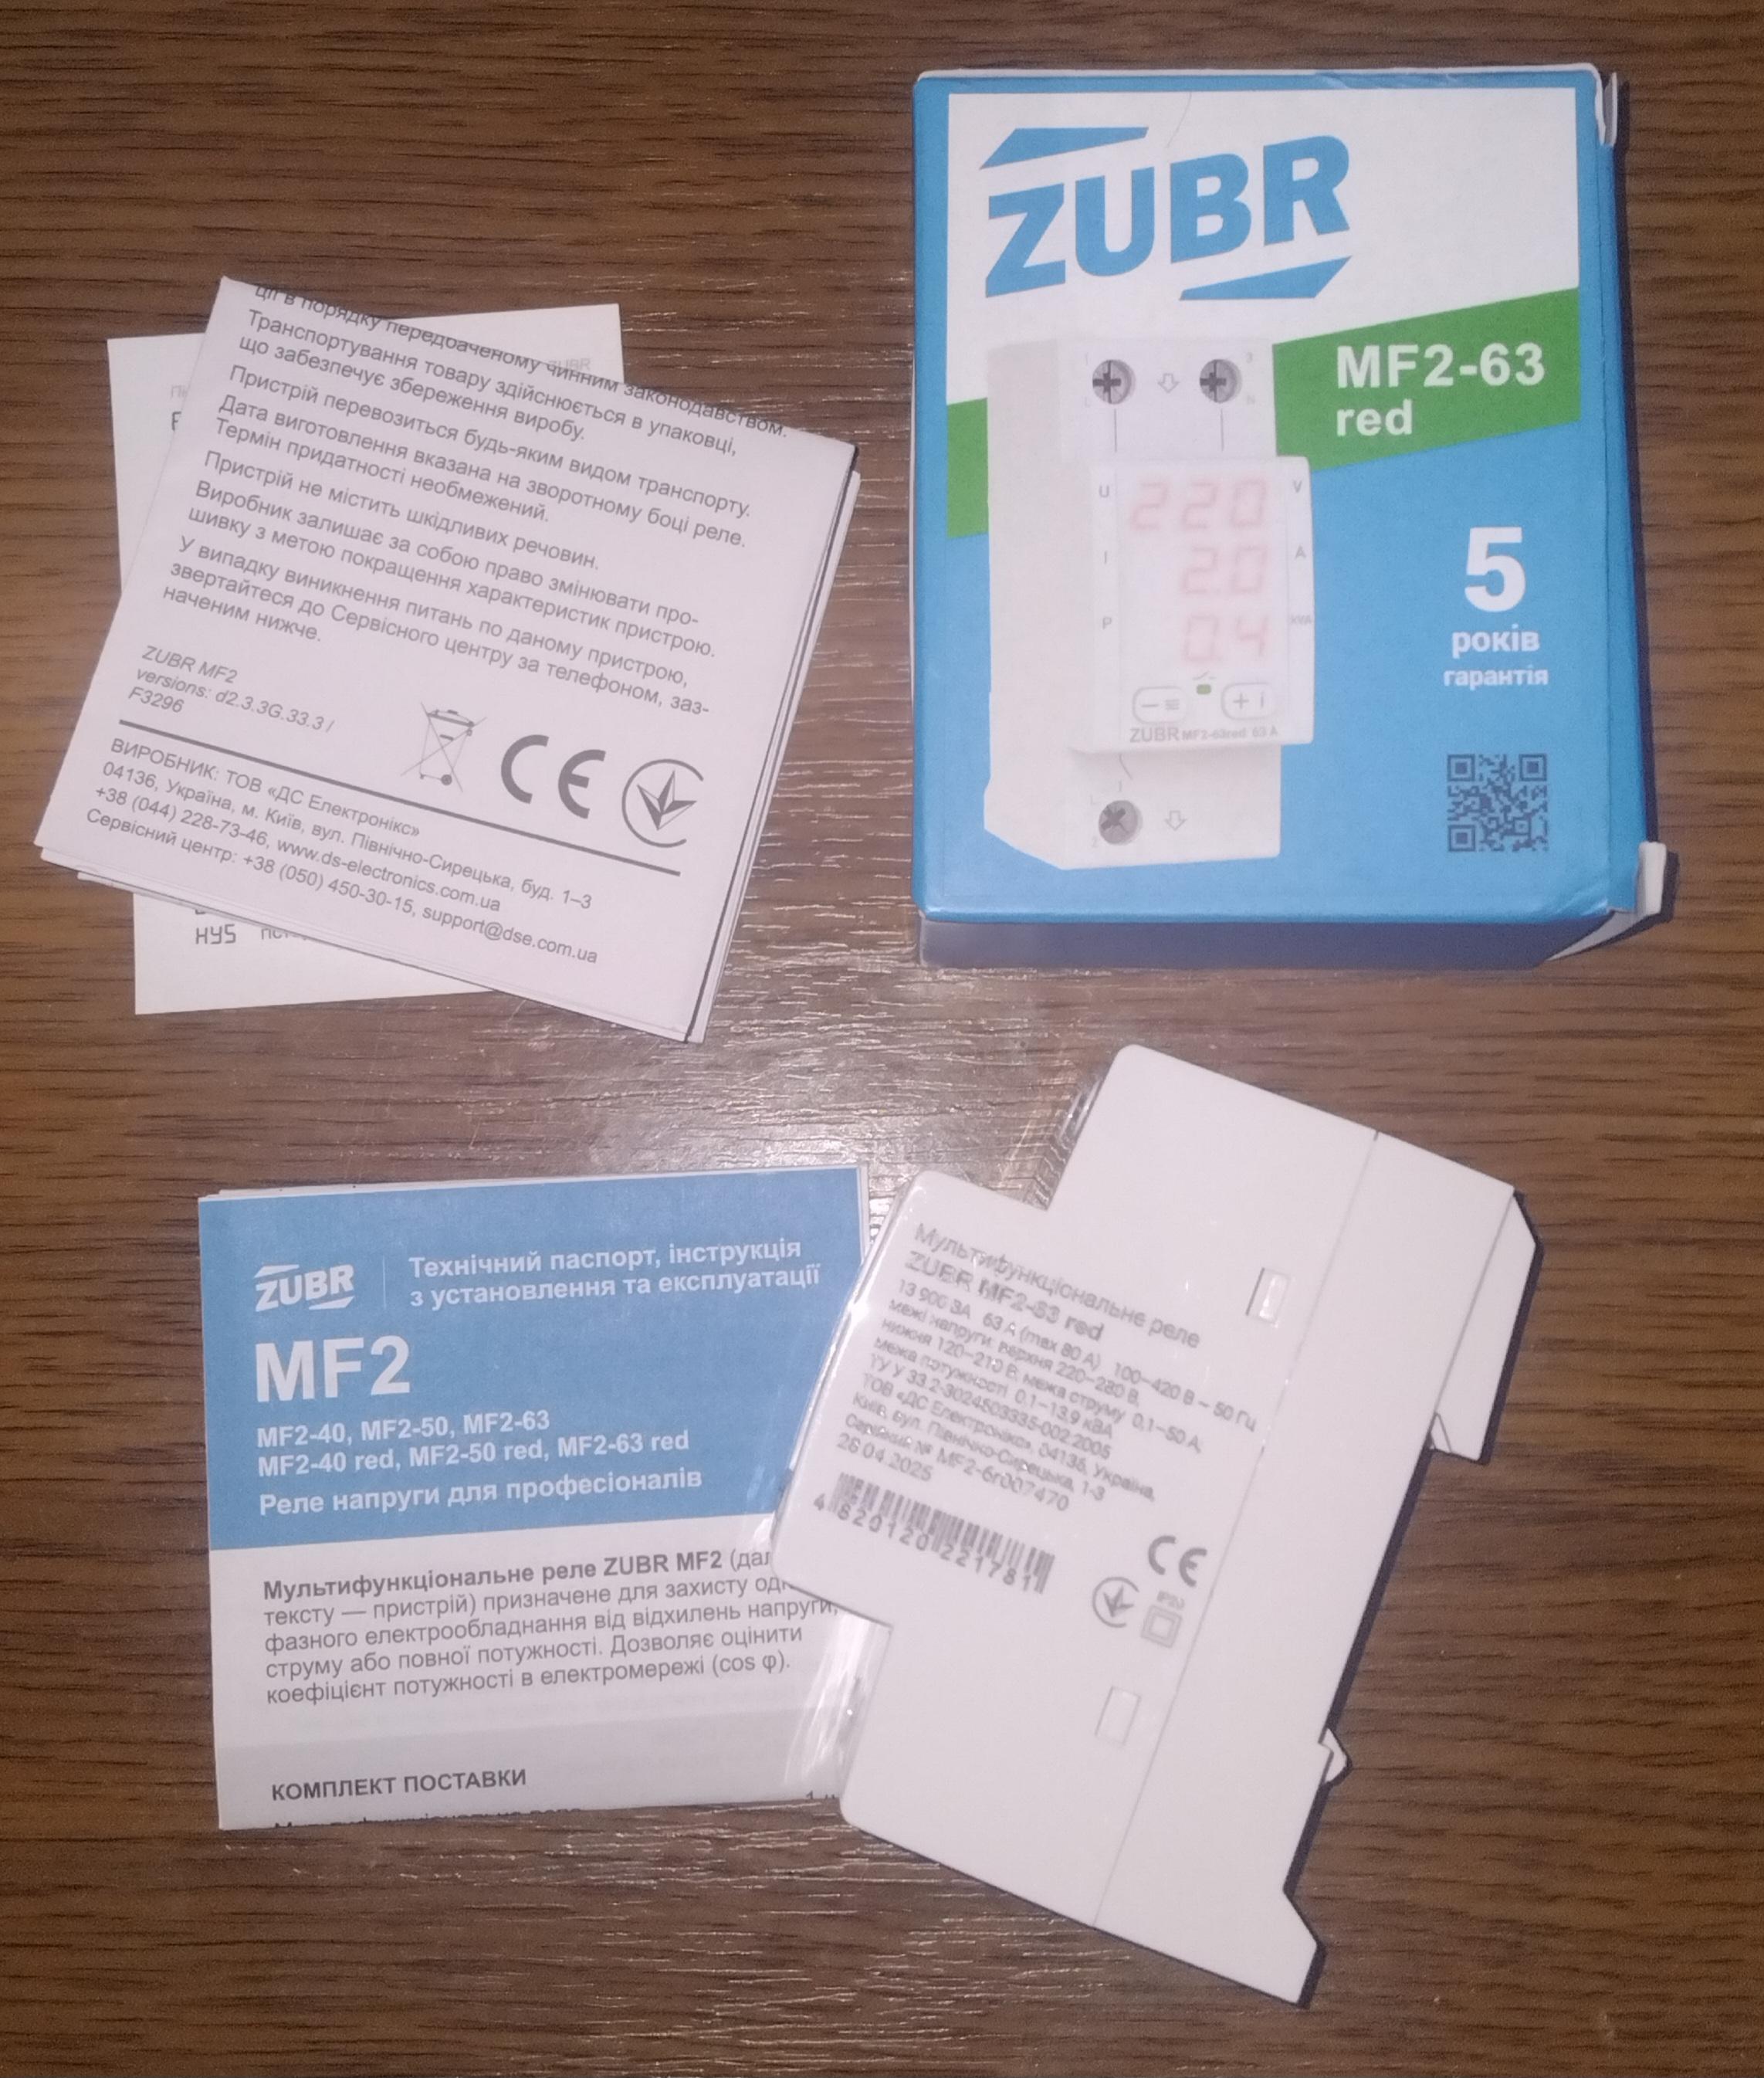 ції в порядку передбаченому чинним законодавством.
Транспортування товару здійснюється в упаковці,
що забезпечує збереження виробу.
Пристрій перевозиться будь-яким видом транспорту.
Дата виготовлення вказана на зворотному боці реле.
Термін придатності необмежений.
Пристрій не містить шкідливих речовин.
Виробник залишає за собою право змінювати про-
шивку з метою покращення характеристик пристрою.
У випадку виникнення питань по даному пристрою,
звертайтеся до Сервісного центру за телефоном, заз-
наченим нижче.
ZUBR MF2
versions: d2.3.3G.33.3 /
F3296
CE
ВИРОБНИК: ТОВ «ДС Електронікс»
04136, Україна, м. Київ, вул. Північно-Сирецька, буд. 1–3
+38 (044) 228-73-46, www.ds-electronics.com.ua
Сервісний центр: +38 (050) 450-30-15, support@dse.com.ua
ZUBR
НУ5
ZUBR
MF2-63
red
U 220 V
I 2.0 A
P 0.4 kVA
− ≡ + i
ZUBR MF2-63red 63 A
5
років
гарантія
ZUBR
Технічний паспорт, інструкція
з установлення та експлуатації
MF2
MF2-40, MF2-50, MF2-63
MF2-40 red, MF2-50 red, MF2-63 red
Реле напруги для професіоналів
Мультифункціональне реле ZUBR MF2 (дал
тексту — пристрій) призначене для захисту одн
фазного електрообладнання від відхилень напруги,
струму або повної потужності. Дозволяє оцінити
коефіцієнт потужності в електромережі (cos φ).
КОМПЛЕКТ ПОСТАВКИ
Мультифункціональне реле
ZUBR MF2-63 red
13 900 ВА 63 А (max 80 А) 100–420 В ~ 50 Гц
межі напруги: верхня 220–280 В,
нижня 120–210 В; межа струму 0,1–50 А,
межа потужності 0,1–13,9 кВА
ТУ У 33.2-3024503335-002:2005
ТОВ «ДС Електронікс», 04136, Україна,
Київ, вул. Північно-Сирецька, 1-3
Серійний № MF2-6r007470
26.04.2025
4820120221781
CE
IP20